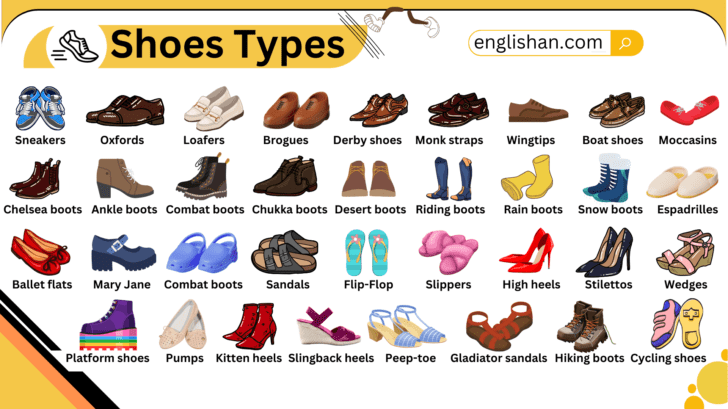 Shoes Types
englishan.com
Sneakers Oxfords Loafers Brogues Derby shoes Monk straps Wingtips Boat shoes Moccasins
Chelsea boots Ankle boots Combat boots Chukka boots Desert boots Riding boots Rain boots Snow boots Espadrilles
Ballet flats Mary Jane Combat boots Sandals Flip-Flop Slippers High heels Stilettos Wedges
Platform shoes Pumps Kitten heels Slingback heels Peep-toe Gladiator sandals Hiking boots Cycling shoes